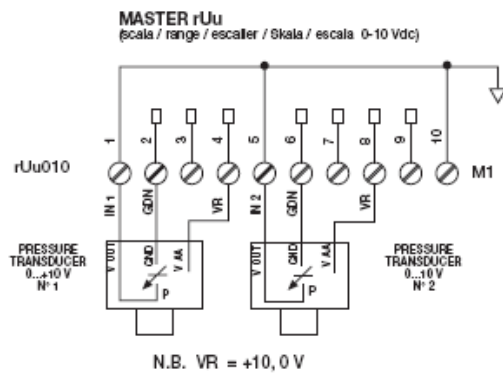 MASTER rUu
(scala / range / escalier / Skala / escala 0-10 Vdc)
1 2 3 4 5 6 7 8 9 10
rUu010
M1
IN 1 GDN VR IN 2 GDN VR
V OUT GND V AA V OUT GND V AA
P P
PRESSURE
TRANSDUCER
0...+10 V
N° 1
PRESSURE
TRANSDUCER
0...10 V
N° 2
N.B. VR = +10, 0 V